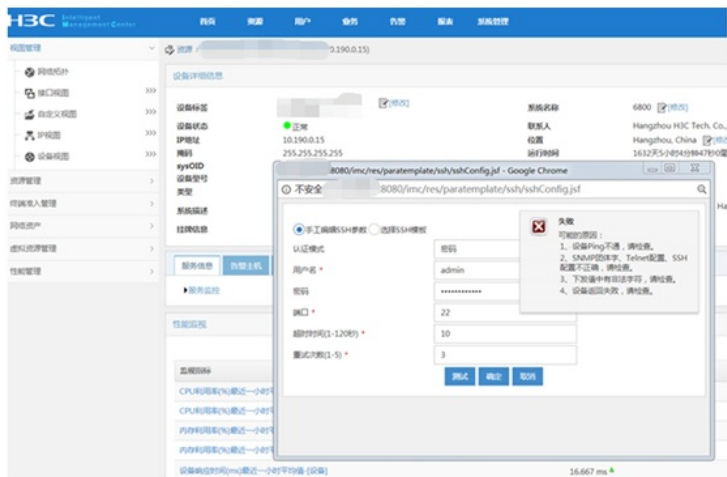 H3C Intelligent Management Center
首页 资源 用户 业务 告警 报表 系统管理
视图管理
资源 /
0.190.0.15)
网络拓扑
接口视图
自定义视图
IP视图
设备视图
资源管理
终端准入管理
网络资产
虚拟资源管理
性能管理
设备详细信息
设备标签
[修改]
系统名称
6800
[修改]
设备状态
正常
联系人
Hangzhou H3C Tech. Co.,
IP地址
10.190.0.15
位置
Hangzhou, China
掩码
255.255.255.255
运行时间
sysOID
设备型号
类型
系统描述
Ha
挂牌信息
:8080/imc/res/paratemplate/ssh/sshConfig.jsf - Google Chrome
不安全
:8080/imc/res/paratemplate/ssh/sshConfig.jsf
手工编辑SSH参数 选择SSH模板
认证模式
密码
用户名 *
admin
密码
************
端口 *
22
超时时间(1-120秒) *
10
重试次数(1-5) *
3
测试 确定 取消
失败
可能的原因：
1、设备Ping不通，请检查。
2、SNMP团体字、Telnet配置、SSH
配置不正确，请检查。
3、下发值中有非法字符，请检查。
4、设备返回失败，请检查。
服务信息 告警主机
服务监控
性能监视
监视指标
CPU利用率(%)最近一小时平
CPU利用率(%)最近一小时平
内存利用率(%)最近一小时平
内存利用率(%)最近一小时平
设备响应时间(ms)最近一小时平均值-[设备]
16.667 ms